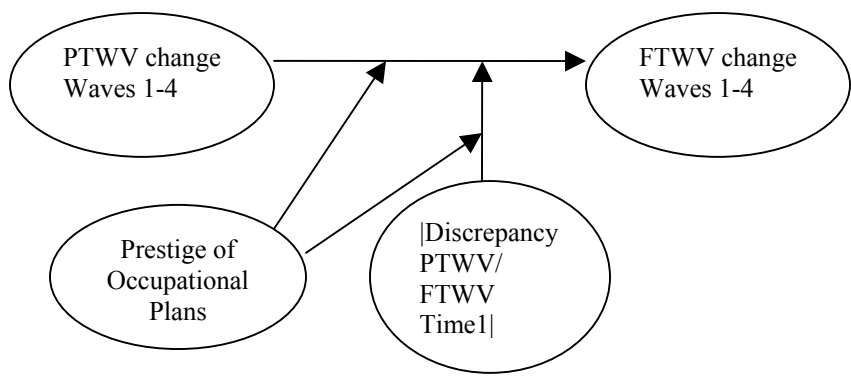 PTWV change
Waves 1-4
FTWV change
Waves 1-4
Prestige of
Occupational
Plans
|Discrepancy
PTWV/
FTWV
Time1|